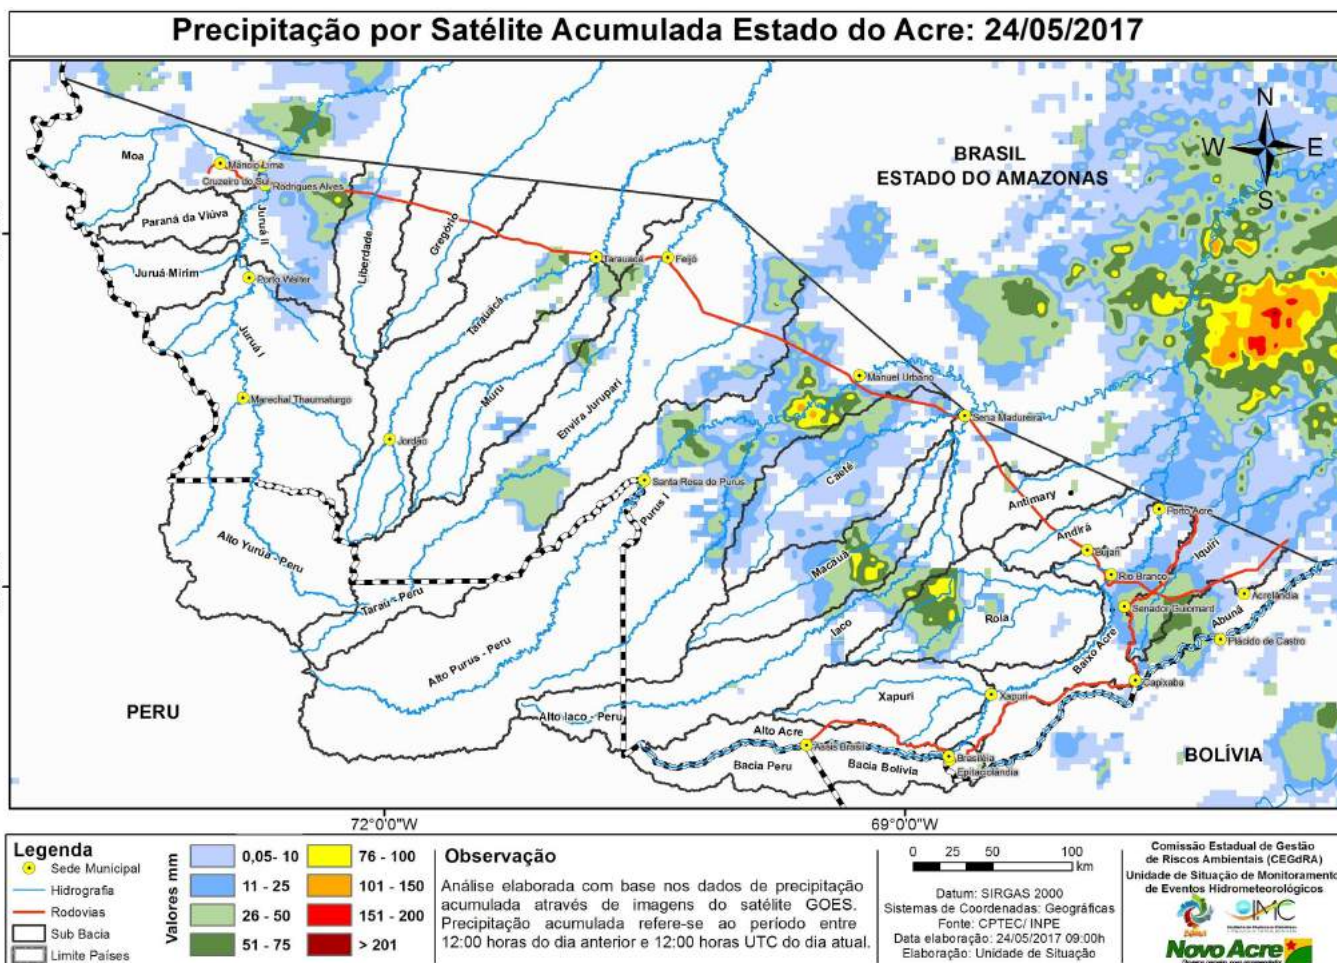 Precipitação por Satélite Acumulada Estado do Acre: 24/05/2017
N
W E
S
BRASIL
ESTADO DO AMAZONAS
Moa
Mâncio Lima
Cruzeiro do Sul
Rodrigues Alves
Paraná da Viúva
Juruá II
Juruá-Mirim
Porto Walter
Liberdade
Gregório
Tarauacá
Feijó
Tarauacá
Juruá I
Muru
Envira Jurupari
Manuel Urbano
Marechal Thaumaturgo
Jordão
Sena Madureira
Santa Rosa do Purus
Purus I
Caeté
Antimary
Porto Acre
Andirá
Bujari
Iquiri
Alto Yurúa - Peru
Macauã
Rio Branco
Taraú - Peru
Acrelândia
Senador Guiomard
Abunã
Iaco
Rola
Plácido de Castro
Alto Purus - Peru
Baixo Acre
Capixaba
Xapuri
Xapuri
PERU
Alto Iaco - Peru
Alto Acre
Assis Brasil
BOLÍVIA
Bacia Peru
Bacia Bolívia
Brasiléia
Epitaciolândia
72°0'0"W
69°0'0"W
Legenda
Sede Municipal
Hidrografia
Rodovias
Sub Bacia
Limite Países
Valores mm
0,05- 10
11 - 25
26 - 50
51 - 75
76 - 100
101 - 150
151 - 200
> 201
Observação
Análise elaborada com base nos dados de precipitação
acumulada através de imagens do satélite GOES.
Precipitação acumulada refere-se ao período entre
12:00 horas do dia anterior e 12:00 horas UTC do dia atual.
0 25 50 100
km
Datum: SIRGAS 2000
Sistemas de Coordenadas: Geográficas
Fonte: CPTEC/ INPE
Data elaboração: 24/05/2017 09:00h
Elaboração: Unidade de Situação
Comissão Estadual de Gestão
de Riscos Ambientais (CEGdRA)
Unidade de Situação de Monitoramento
de Eventos Hidrometeorológicos
IMC
Novo Acre